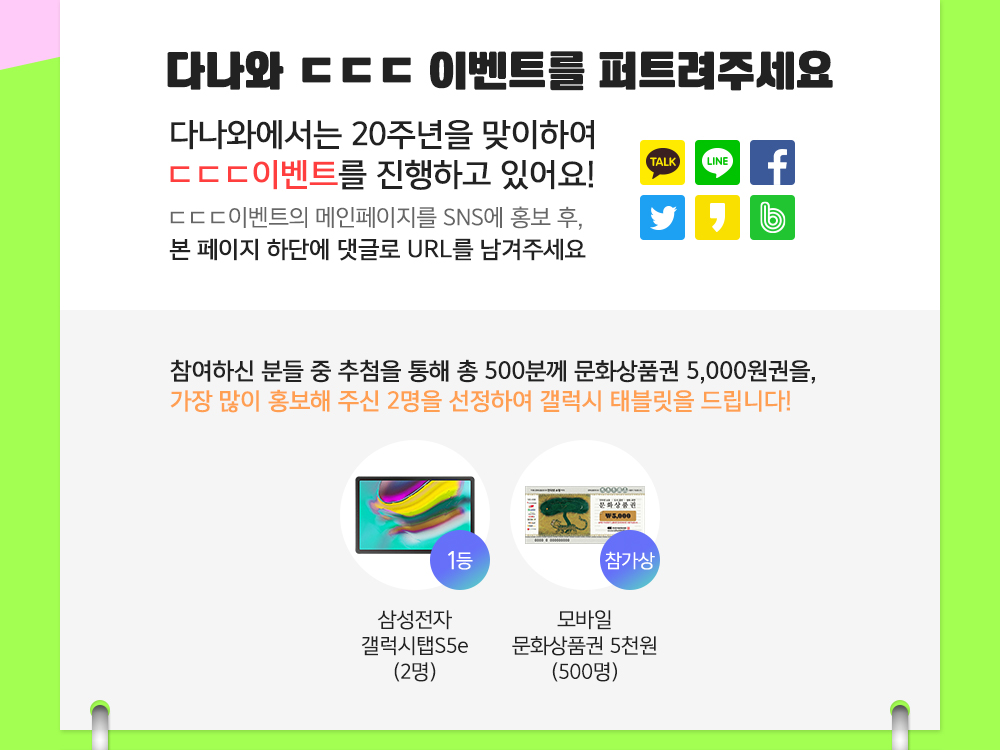 다나와 ㄷㄷㄷ 이벤트를 퍼트려주세요
다나와에서는 20주년을 맞이하여
ㄷㄷㄷ이벤트를 진행하고 있어요!
ㄷㄷㄷ이벤트의 메인페이지를 SNS에 홍보 후,
본 페이지 하단에 댓글로 URL를 남겨주세요
TALK
LINE
참여하신 분들 중 추첨을 통해 총 500분께 문화상품권 5,000원권을,
가장 많이 홍보해 주신 2명을 선정하여 갤럭시 태블릿을 드립니다!
1등
문화상품권
₩5,000
참가상
삼성전자
갤럭시탭S5e
(2명)
모바일
문화상품권 5천원
(500명)